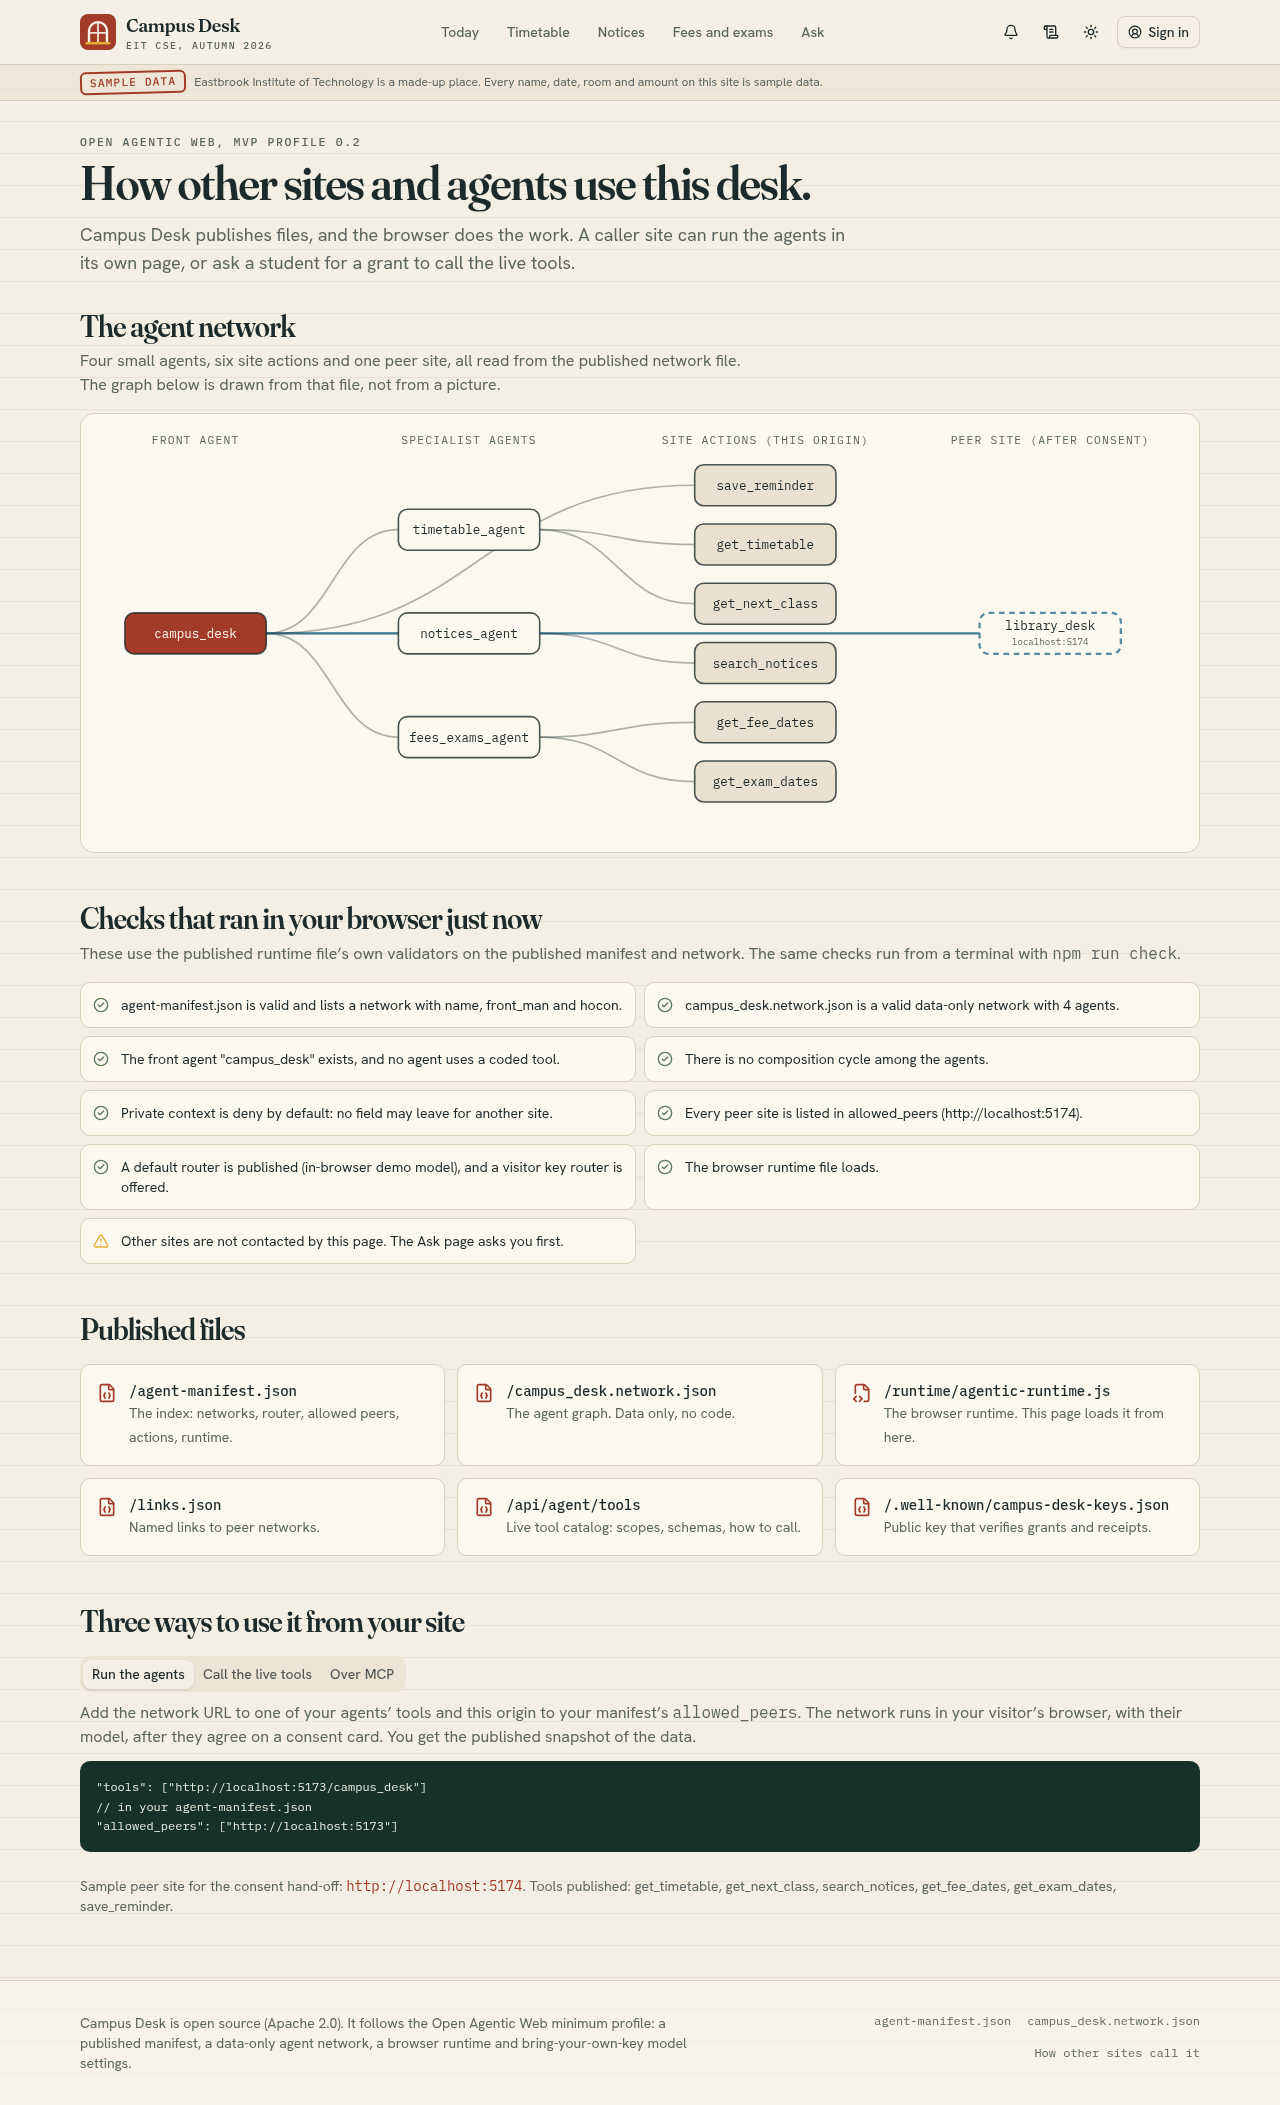 Campus Desk
EIT CSE, AUTUMN 2026
Today
Timetable
Notices
Fees and exams
Ask
Sign in
SAMPLE DATA
Eastbrook Institute of Technology is a made-up place. Every name, date, room and amount on this site is sample data.
OPEN AGENTIC WEB, MVP PROFILE 0.2
How other sites and agents use this desk.
Campus Desk publishes files, and the browser does the work. A caller site can run the agents in
its own page, or ask a student for a grant to call the live tools.
The agent network
Four small agents, six site actions and one peer site, all read from the published network file.
The graph below is drawn from that file, not from a picture.
FRONT AGENT
SPECIALIST AGENTS
SITE ACTIONS (THIS ORIGIN)
PEER SITE (AFTER CONSENT)
save_reminder
timetable_agent
get_timetable
get_next_class
campus_desk
notices_agent
library_desk
localhost:5174
search_notices
get_fee_dates
fees_exams_agent
get_exam_dates
Checks that ran in your browser just now
These use the published runtime file’s own validators on the published manifest and network. The same checks run from a terminal with npm run check.
agent-manifest.json is valid and lists a network with name, front_man and hocon.
campus_desk.network.json is a valid data-only network with 4 agents.
The front agent "campus_desk" exists, and no agent uses a coded tool.
There is no composition cycle among the agents.
Private context is deny by default: no field may leave for another site.
Every peer site is listed in allowed_peers (http://localhost:5174).
A default router is published (in-browser demo model), and a visitor key router is
offered.
The browser runtime file loads.
Other sites are not contacted by this page. The Ask page asks you first.
Published files
/agent-manifest.json
The index: networks, router, allowed peers,
actions, runtime.
/campus_desk.network.json
The agent graph. Data only, no code.
/runtime/agentic-runtime.js
The browser runtime. This page loads it from
here.
/links.json
Named links to peer networks.
/api/agent/tools
Live tool catalog: scopes, schemas, how to call.
/.well-known/campus-desk-keys.json
Public key that verifies grants and receipts.
Three ways to use it from your site
Run the agents
Call the live tools
Over MCP
Add the network URL to one of your agents’ tools and this origin to your manifest’s allowed_peers. The network runs in your visitor’s browser, with their
model, after they agree on a consent card. You get the published snapshot of the data.
"tools": ["http://localhost:5173/campus_desk"]
// in your agent-manifest.json
"allowed_peers": ["http://localhost:5173"]
Sample peer site for the consent hand-off: http://localhost:5174. Tools published: get_timetable, get_next_class, search_notices, get_fee_dates, get_exam_dates,
save_reminder.
Campus Desk is open source (Apache 2.0). It follows the Open Agentic Web minimum profile: a
published manifest, a data-only agent network, a browser runtime and bring-your-own-key model
settings.
agent-manifest.json
campus_desk.network.json
How other sites call it